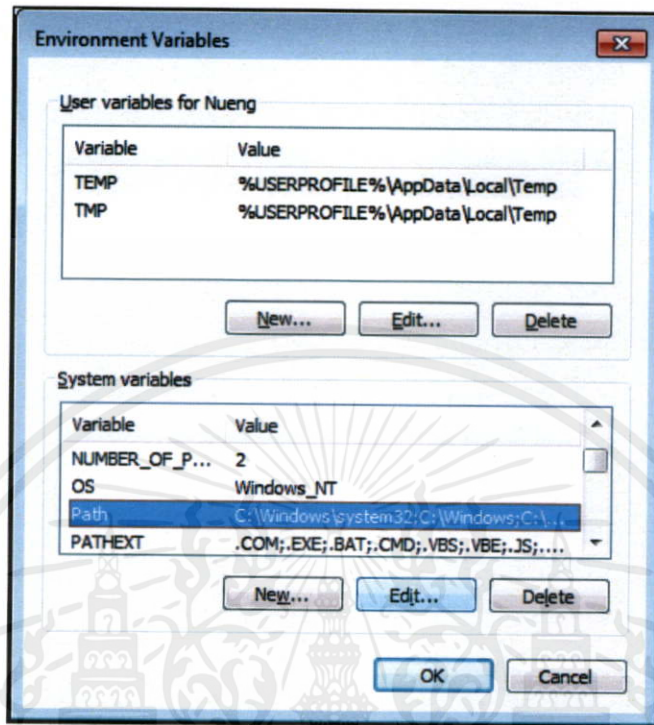 Environment Variables
User variables for Nueng
Variable Value
TEMP %USERPROFILE%\AppData\Local\Temp
TMP %USERPROFILE%\AppData\Local\Temp
New... Edit... Delete
System variables
Variable Value
NUMBER_OF_P... 2
OS Windows_NT
Path C:\Windows\system32;C:\Windows;C:\...
PATHEXT .COM;.EXE;.BAT;.CMD;.VBS;.VBE;.JS;....
New... Edit... Delete
OK Cancel